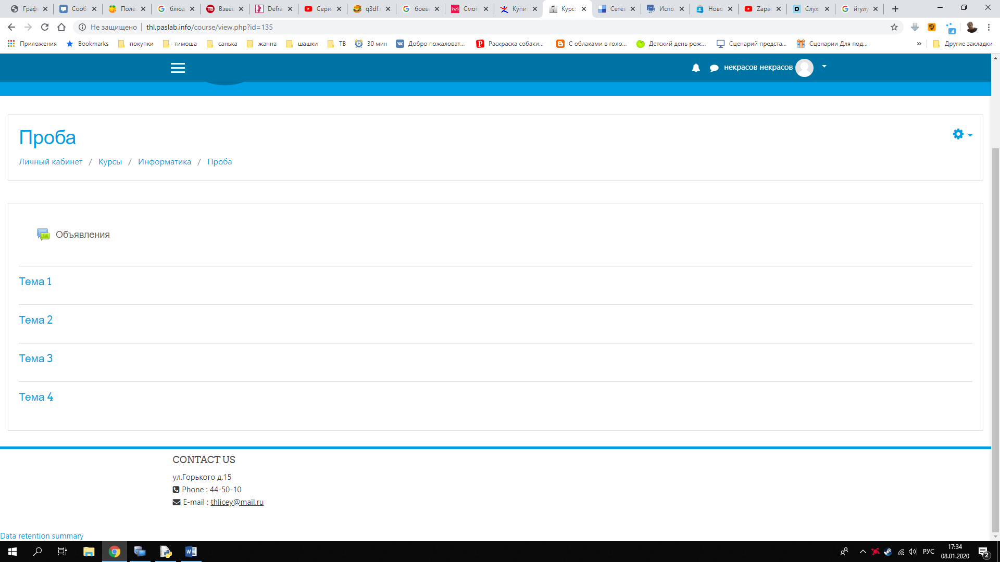 Граф Сооб Поле блюд Взвец Defra Сери q3df. боев Смот Купит Курс: Сетев Испо. Ново Zapa Слух йгулу
Не защищено thl.paslab.info/course/view.php?id=135
Приложения Bookmarks покупки тимоша санька жанна шашки ТВ 30 мин Добро пожаловат... Раскраска собаки... С облаками в голо... Детский день рож... Сценарий предста... Сценарии Для под... » Другие закладки
некрасов некрасов
Проба
Личный кабинет / Курсы / Информатика / Проба
Объявления
Тема 1
Тема 2
Тема 3
Тема 4
CONTACT US
ул.Горького д.15
Phone : 44-50-10
E-mail : thlicey@mail.ru
Data retention summary
РУС 17:34
08.01.2020 2